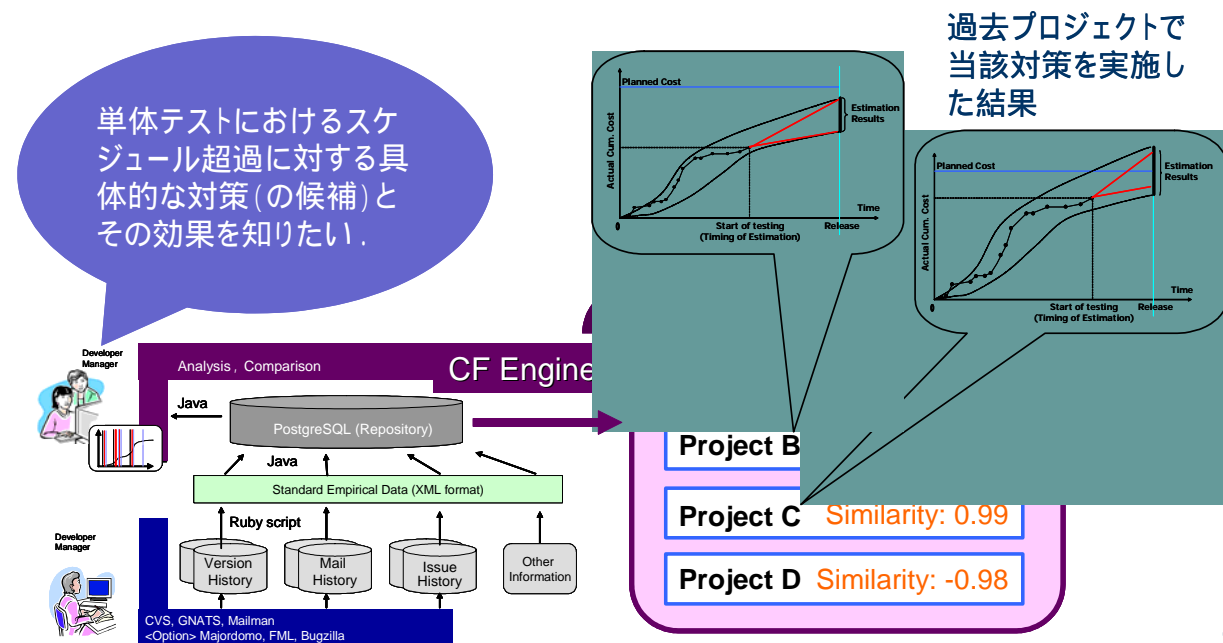 過去プロジェクトで
当該対策を実施し
た結果
単体テストにおけるスケ
ジュール超過に対する具
体的な対策(の候補)と
その効果を知りたい.
Planned Cost
Estimation
Results
Actual Cum. Cost
Time
0
Start of testing
(Timing of Estimation)
Release
Planned Cost
Estimation
Results
Actual Cum. Cost
Time
0
Start of testing
(Timing of Estimation)
Release
Developer
Manager
Analysis, Comparison
CF Engine
Java
PostgreSQL (Repository)
Java
Standard Empirical Data (XML format)
Ruby script
Developer
Manager
Version
History
Mail
History
Issue
History
Other
Information
CVS, GNATS, Mailman
<Option> Majordomo, FML, Bugzilla
Project B
Project C Similarity: 0.99
Project D Similarity: -0.98